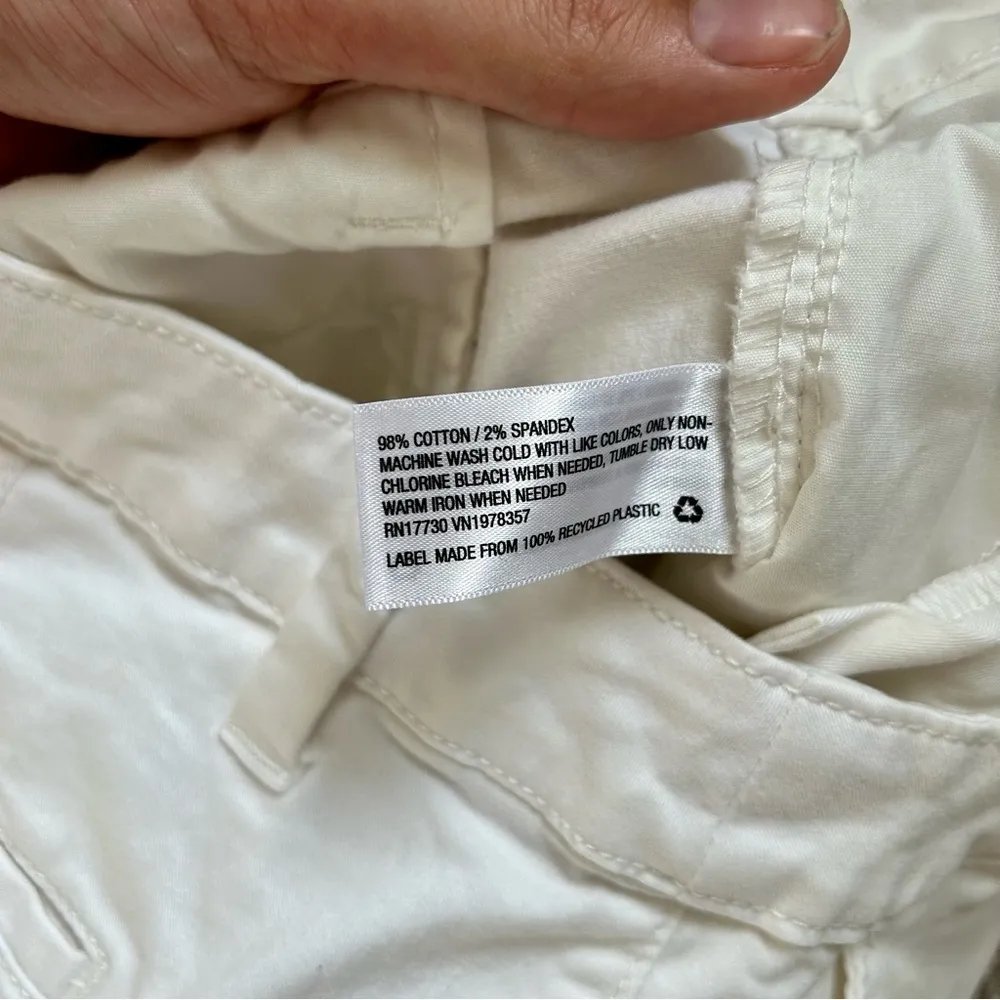 98% COTTON / 2% SPANDEX
MACHINE WASH COLD WITH LIKE COLORS, ONLY NON-
CHLORINE BLEACH WHEN NEEDED, TUMBLE DRY LOW
WARM IRON WHEN NEEDED
RN17730 VN1978357
LABEL MADE FROM 100% RECYCLED PLASTIC